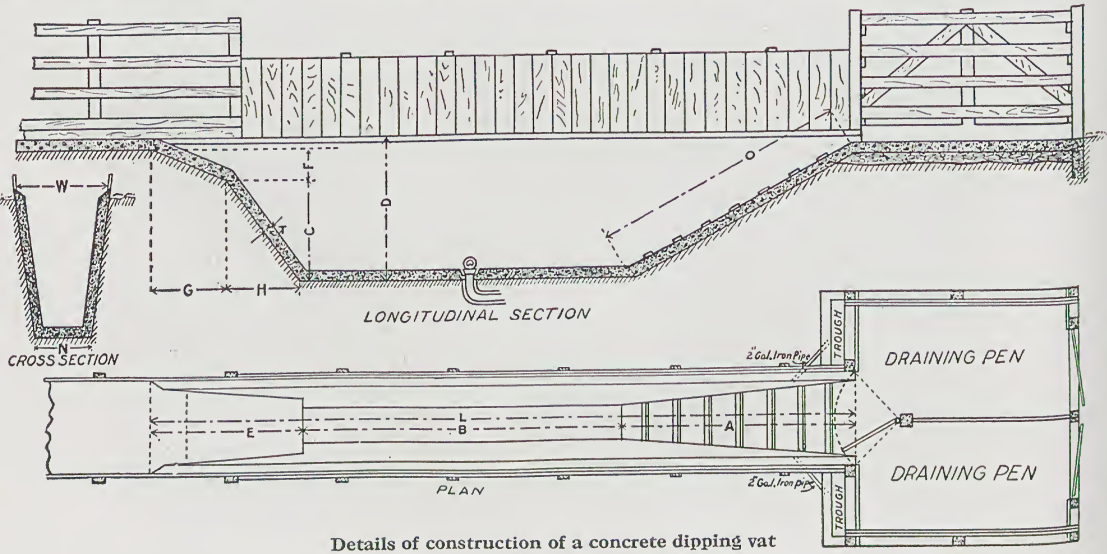 W
F
C
D
T
O
G
H
N
LONGITUDINAL SECTION
CROSS SECTION
2" Gal. Iron Pipe
TROUGH
DRAINING PEN
L
E
B
A
2" Gal. Iron Pipe
TROUGH
DRAINING PEN
PLAN
Details of construction of a concrete dipping vat